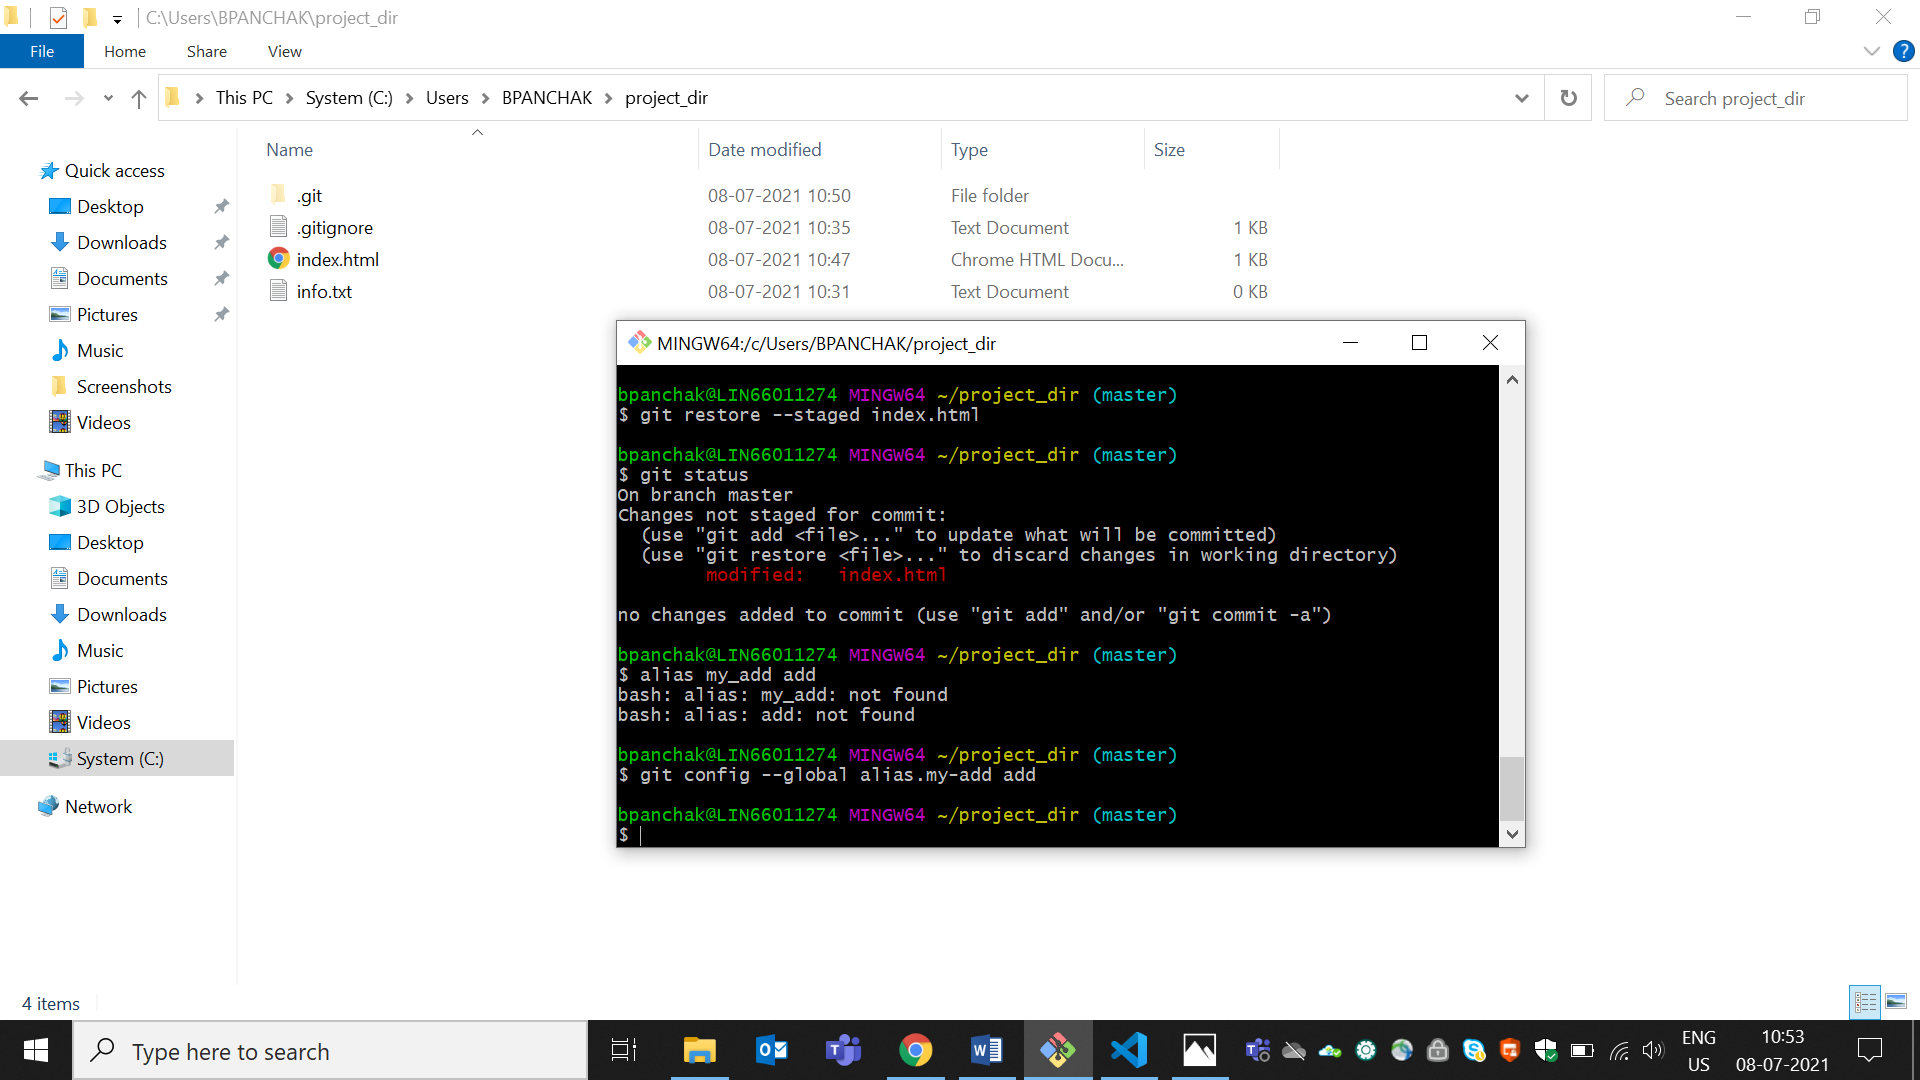 C:\Users\BPANCHAK\project_dir
File Home Share View
This PC System (C:) Users BPANCHAK project_dir
Search project_dir
Name Date modified Type Size
.git 08-07-2021 10:50 File folder
.gitignore 08-07-2021 10:35 Text Document 1 KB
index.html 08-07-2021 10:47 Chrome HTML Docu... 1 KB
info.txt 08-07-2021 10:31 Text Document 0 KB
Quick access
Desktop
Downloads
Documents
Pictures
Music
Screenshots
Videos
This PC
3D Objects
Desktop
Documents
Downloads
Music
Pictures
Videos
System (C:)
Network
4 items
MINGW64:/c/Users/BPANCHAK/project_dir
bpanchak@LIN66011274 MINGW64 ~/project_dir (master)
$ git restore --staged index.html
bpanchak@LIN66011274 MINGW64 ~/project_dir (master)
$ git status
On branch master
Changes not staged for commit:
(use "git add <file>..." to update what will be committed)
(use "git restore <file>..." to discard changes in working directory)
modified: index.html
no changes added to commit (use "git add" and/or "git commit -a")
bpanchak@LIN66011274 MINGW64 ~/project_dir (master)
$ alias my_add add
bash: alias: my_add: not found
bash: alias: add: not found
bpanchak@LIN66011274 MINGW64 ~/project_dir (master)
$ git config --global alias.my-add add
bpanchak@LIN66011274 MINGW64 ~/project_dir (master)
$
Type here to search
ENG
US
10:53
08-07-2021